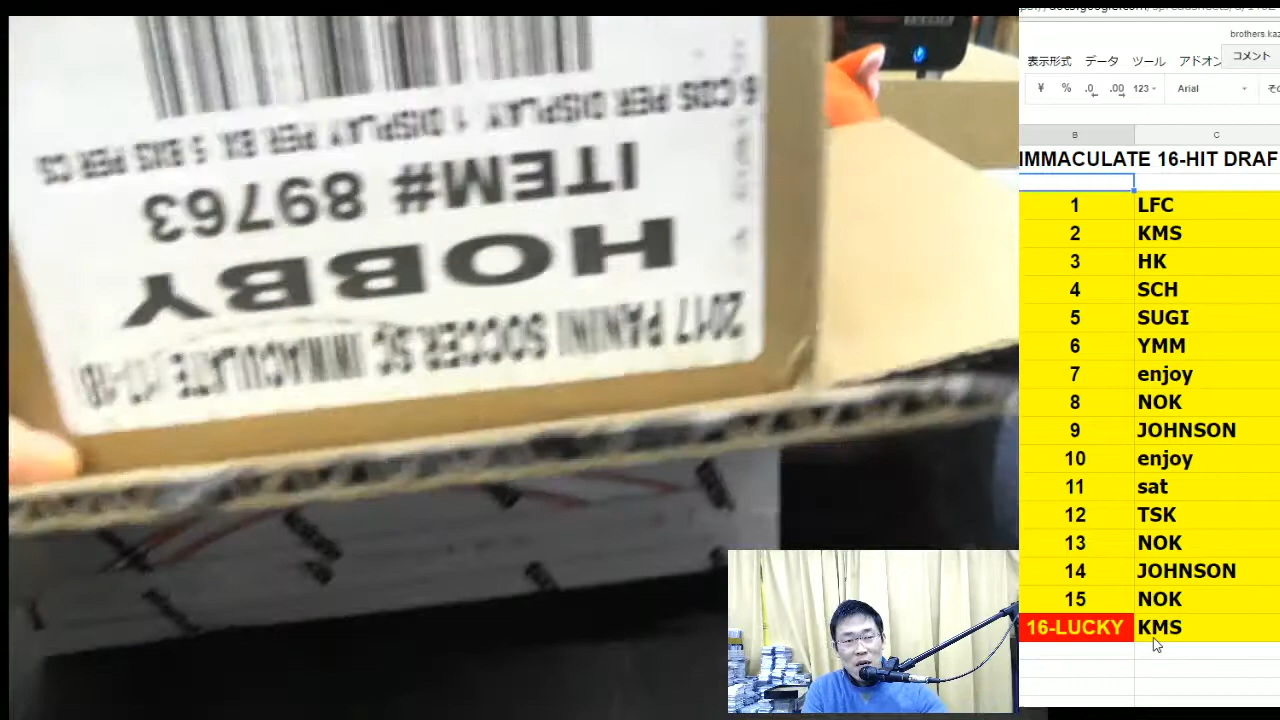 6 CDS PER DISPLAY 1 DISPLAY PER BX 5 BXS PER CS
ITEM# 89763
HOBBY
2017 PANINI SOCCER SC IMMACULATE (17-18)
brothers.kaz
表示形式 データ ツール アドオン コメント
¥ % .0 .00 123 Arial
B C
IMMACULATE 16-HIT DRAF
1 LFC
2 KMS
3 HK
4 SCH
5 SUGI
6 YMM
7 enjoy
8 NOK
9 JOHNSON
10 enjoy
11 sat
12 TSK
13 NOK
14 JOHNSON
15 NOK
16-LUCKY KMS